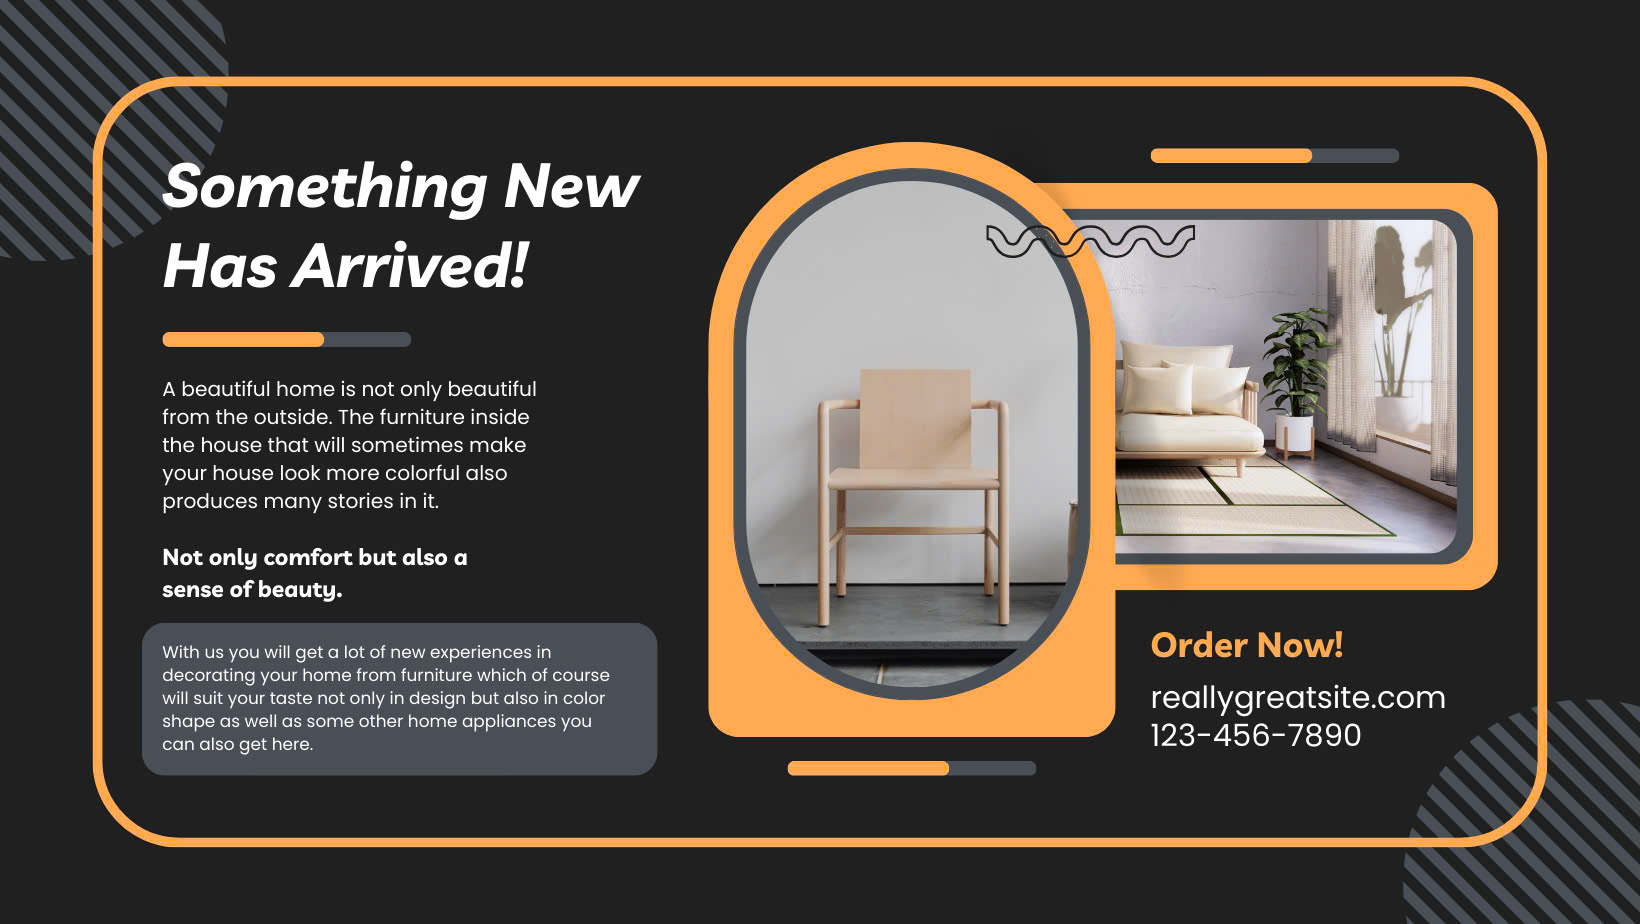 Something New
Has Arrived!
A beautiful home is not only beautiful
from the outside. The furniture inside
the house that will sometimes make
your house look more colorful also
produces many stories in it.
Not only comfort but also a
sense of beauty.
With us you will get a lot of new experiences in
decorating your home from furniture which of course
will suit your taste not only in design but also in color
shape as well as some other home appliances you
can also get here.
Order Now!
reallygreatsite.com
123-456-7890